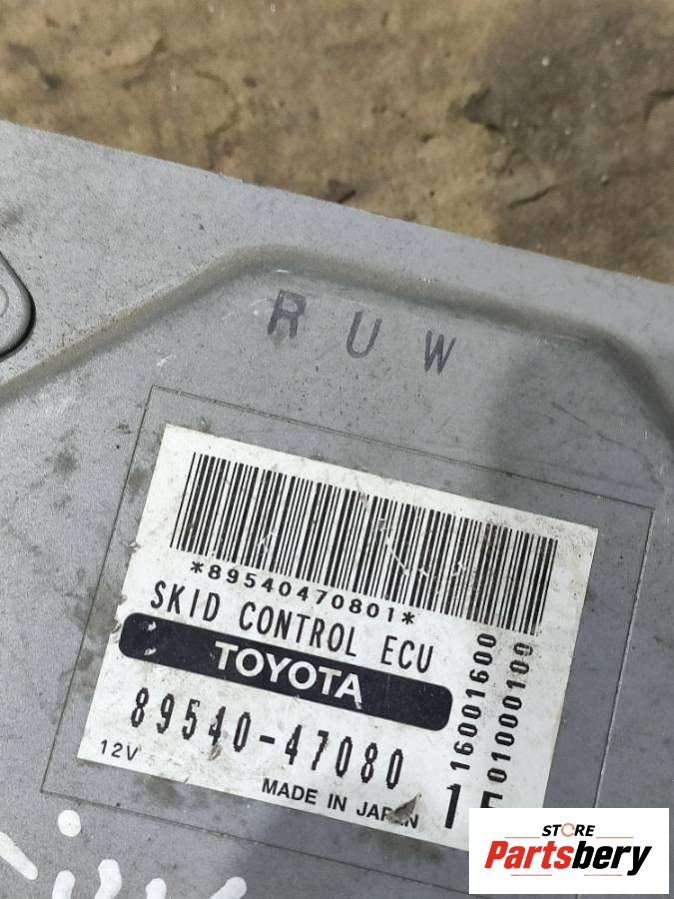 RUW
*89540470801*
SKID CONTROL ECU
TOYOTA
89540-47080
12V
MADE IN JAPAN
16001600
01000100
STORE
Partsbery